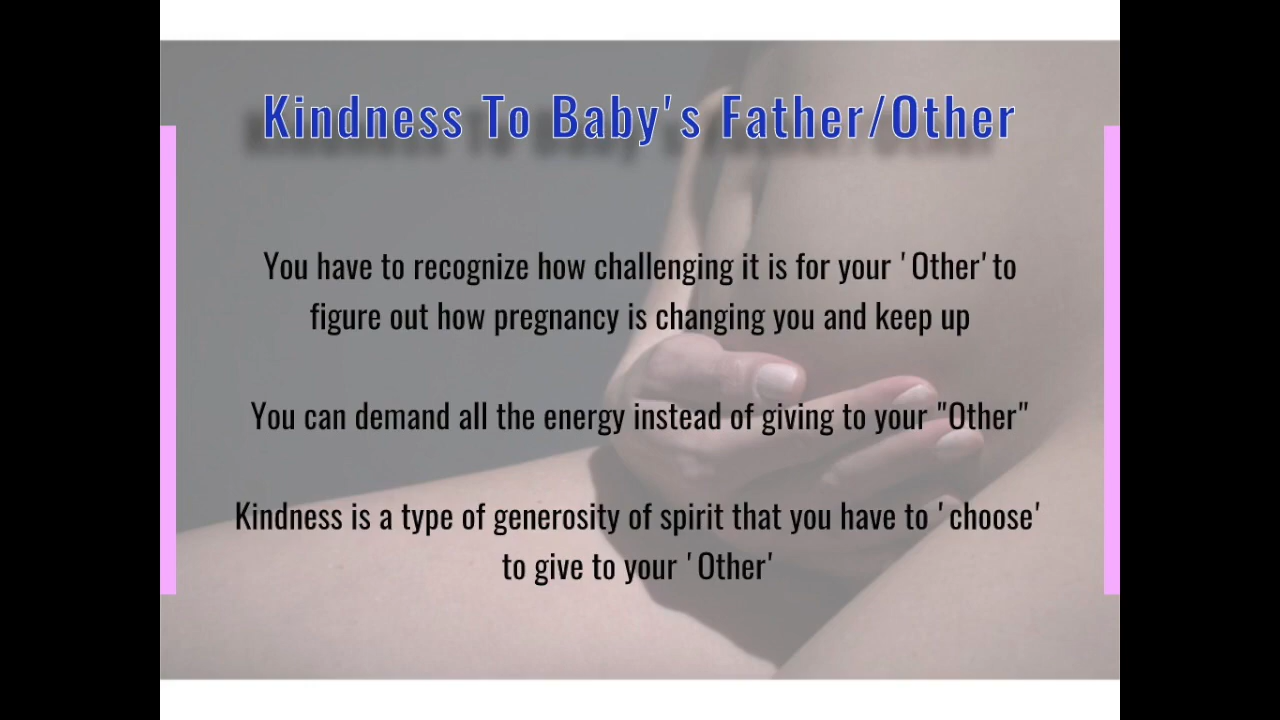 Kindness To Baby's Father/Other
You have to recognize how challenging it is for your 'Other' to
figure out how pregnancy is changing you and keep up
You can demand all the energy instead of giving to your "Other"
Kindness is a type of generosity of spirit that you have to 'choose'
to give to your 'Other'